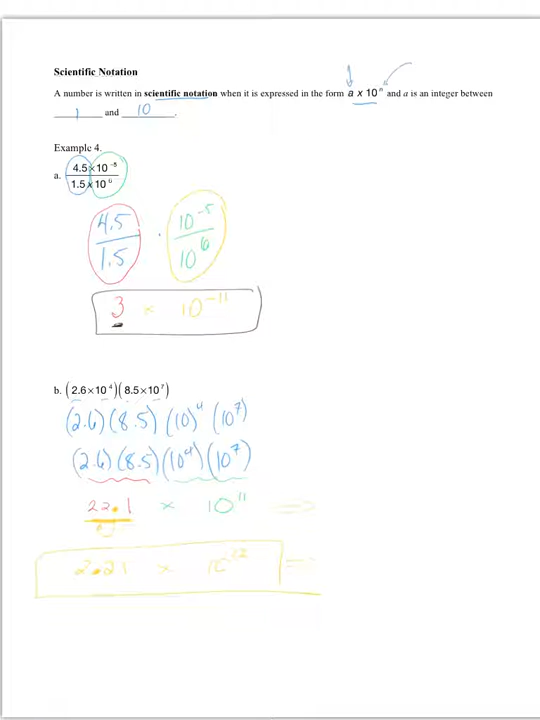 Scientific Notation
A number is written in scientific notation when it is expressed in the form a × 10ⁿ and a is an integer between
1 and 10.
Example 4.
a. 4.5×10⁻⁵
1.5×10⁶
4.5 · 10⁻⁵
1.5 10⁶
3 × 10⁻¹¹
b. (2.6×10⁴)(8.5×10⁷)
(2.6)(8.5)(10)⁴(10⁷)
(2.6)(8.5)(10⁴)(10⁷)
22.1 × 10¹¹ =
2.21 × 10¹² =